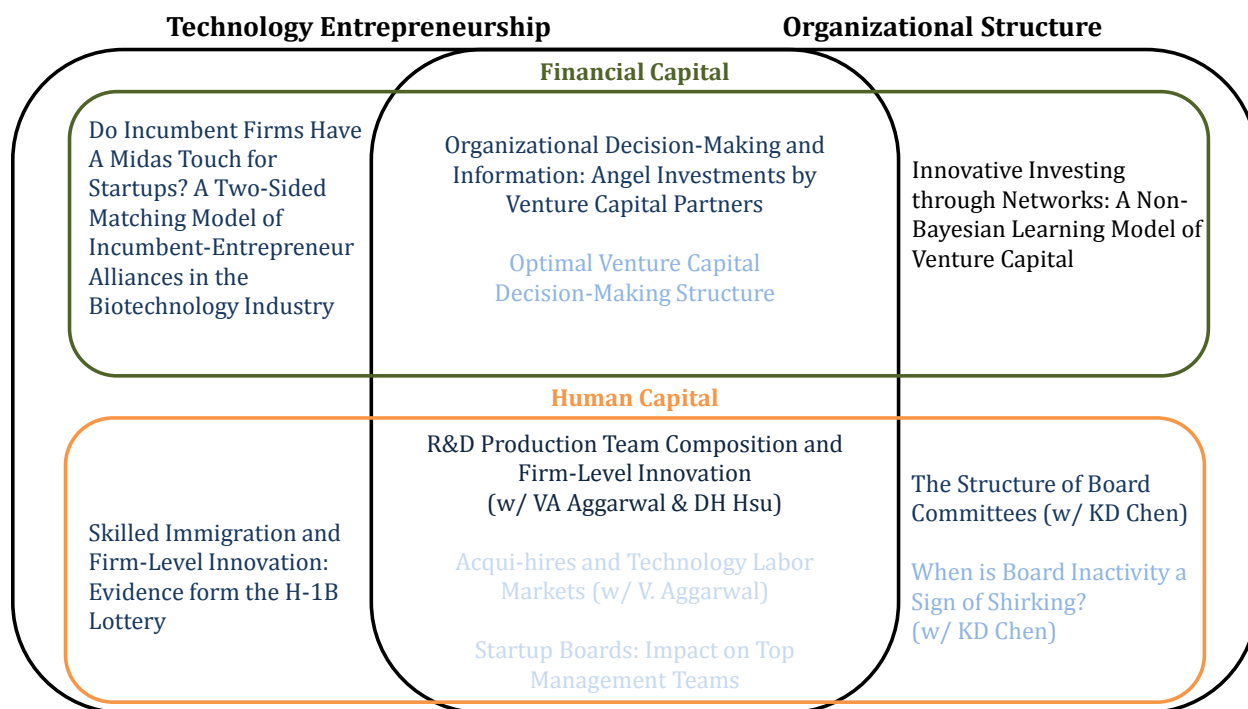 Technology Entrepreneurship
Organizational Structure
Financial Capital
Do Incumbent Firms Have
A Midas Touch for
Startups? A Two-Sided
Matching Model of
Incumbent-Entrepreneur
Alliances in the
Biotechnology Industry
Organizational Decision-Making and
Information: Angel Investments by
Venture Capital Partners
Optimal Venture Capital
Decision-Making Structure
Innovative Investing
through Networks: A Non-
Bayesian Learning Model of
Venture Capital
Human Capital
Skilled Immigration and
Firm-Level Innovation:
Evidence form the H-1B
Lottery
R&D Production Team Composition and
Firm-Level Innovation
(w/ VA Aggarwal & DH Hsu)
Acqui-hires and Technology Labor
Markets (w/ V. Aggarwal)
Startup Boards: Impact on Top
Management Teams
The Structure of Board
Committees (w/ KD Chen)
When is Board Inactivity a
Sign of Shirking?
(w/ KD Chen)